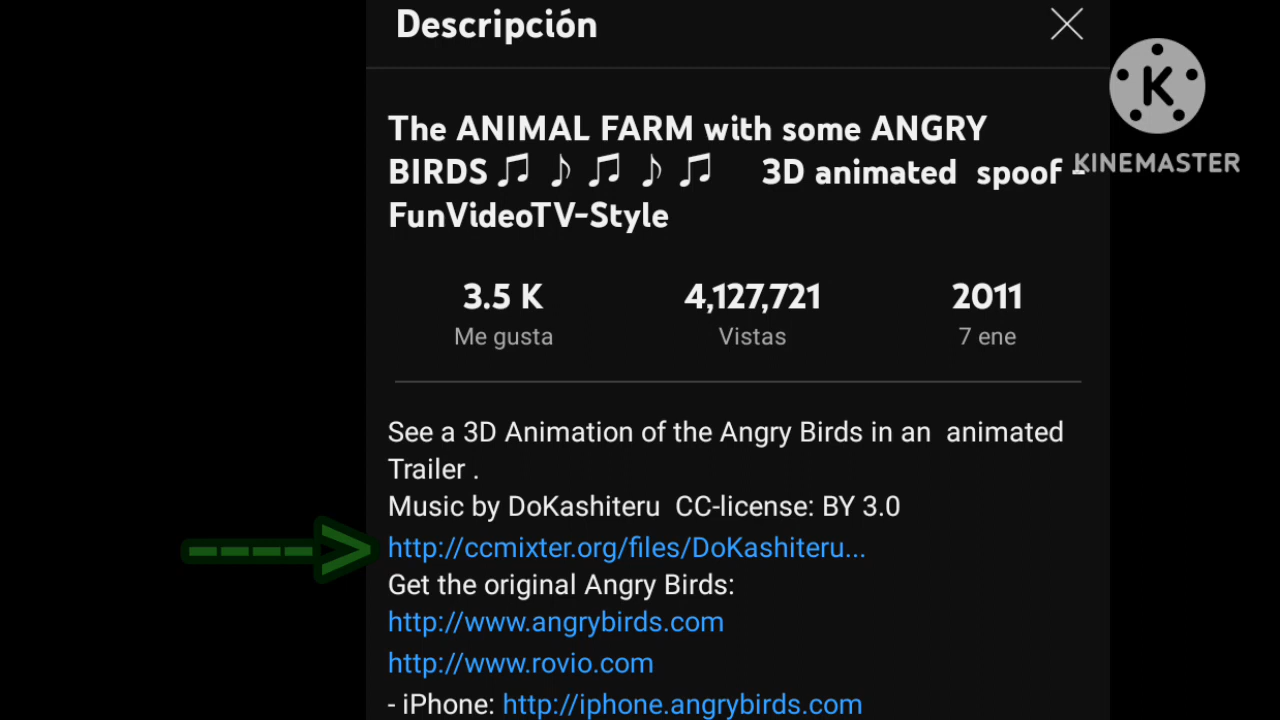 Descripción
K
KINEMASTER
The ANIMAL FARM with some ANGRY
BIRDS ♫ ♪ ♫ ♪ ♫ 3D animated spoof -
FunVideoTV-Style
3.5 K 4,127,721 2011
Me gusta Vistas 7 ene
See a 3D Animation of the Angry Birds in an animated
Trailer .
Music by DoKashiteru CC-license: BY 3.0
http://ccmixter.org/files/DoKashiteru...
Get the original Angry Birds:
http://www.angrybirds.com
http://www.rovio.com
- iPhone: http://iphone.angrybirds.com